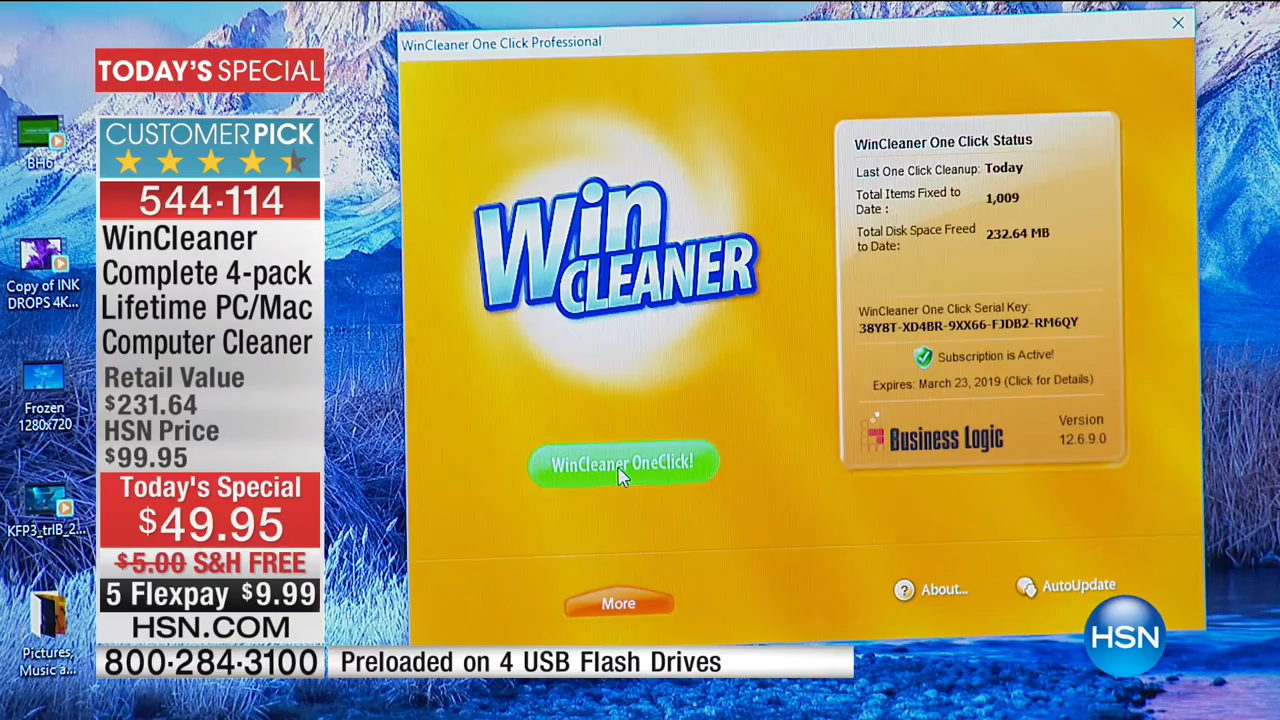 TODAY'S SPECIAL
CUSTOMER PICK
544-114
WinCleaner
Complete 4-pack
Lifetime PC/Mac
Computer Cleaner
Retail Value
$231.64
HSN Price
$99.95
Today's Special
$49.95
$5.00 S&H FREE
5 Flexpay $9.99
HSN.COM
800-284-3100
Preloaded on 4 USB Flash Drives
BH6
Copy of INK
DROPS 4K...
Frozen
1280x720
KFP3_trlB_2...
Pictures,
Music a...
WinCleaner One Click Professional
Win
CLEANER
WinCleaner OneClick!
More
WinCleaner One Click Status
Last One Click Cleanup: Today
Total Items Fixed to
Date : 1,009
Total Disk Space Freed
to Date: 232.64 MB
WinCleaner One Click Serial Key:
38Y8T-XD4BR-9XX66-FJDB2-RM6QY
Subscription is Active!
Expires: March 23, 2019 (Click for Details)
Business Logic
Version
12.6.9.0
? About...
AutoUpdate
HSN